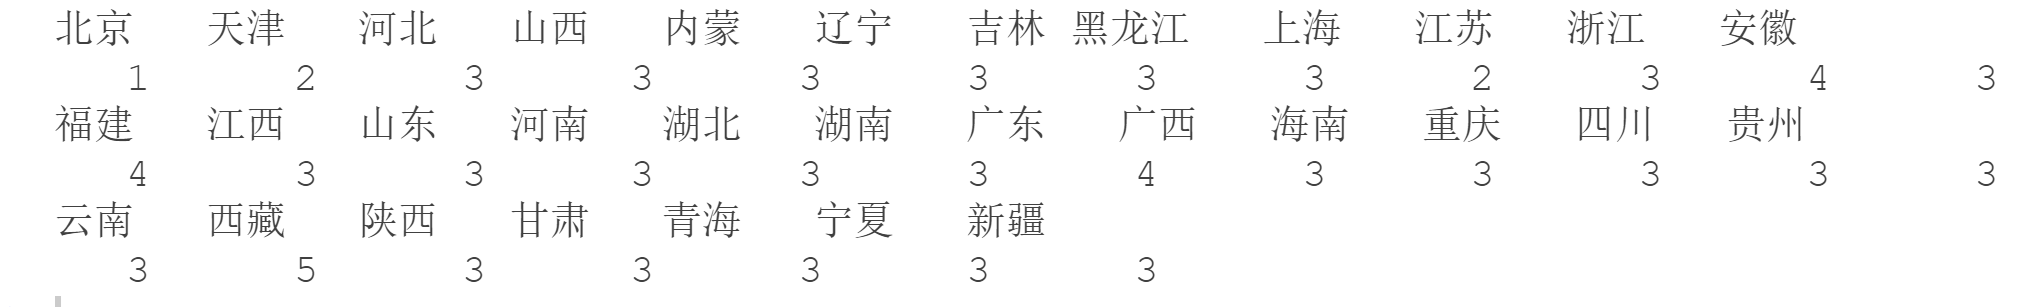 北京 天津 河北 山西 内蒙 辽宁 吉林 黑龙江 上海 江苏 浙江 安徽
1 2 3 3 3 3 3 3 2 3 4 3
福建 江西 山东 河南 湖北 湖南 广东 广西 海南 重庆 四川 贵州
4 3 3 3 3 3 4 3 3 3 3 3
云南 西藏 陕西 甘肃 青海 宁夏 新疆
3 5 3 3 3 3 3